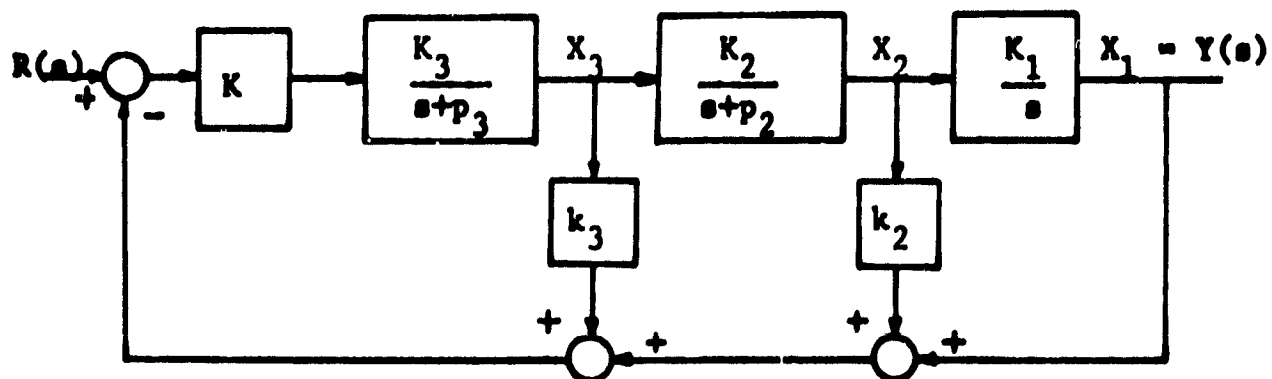 R(s)
+
-
K
K3
s+p3
X3
K2
s+p2
X2
K1
s
X1 = Y(s)
k3
k2
+
+
+
+